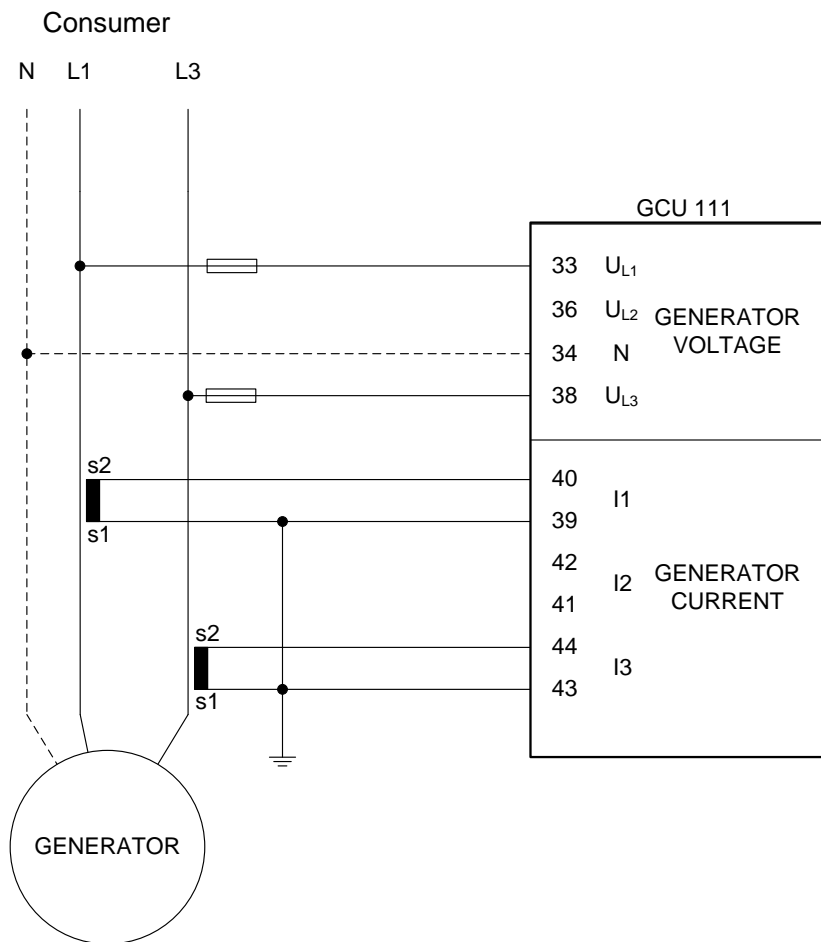 Consumer
N L1 L3
GCU 111
33 UL1
36 UL2
34 N
38 UL3
GENERATOR
VOLTAGE
s2
s1
40
39
I1
42
41
I2
44
43
I3
GENERATOR
CURRENT
s2
s1
GENERATOR